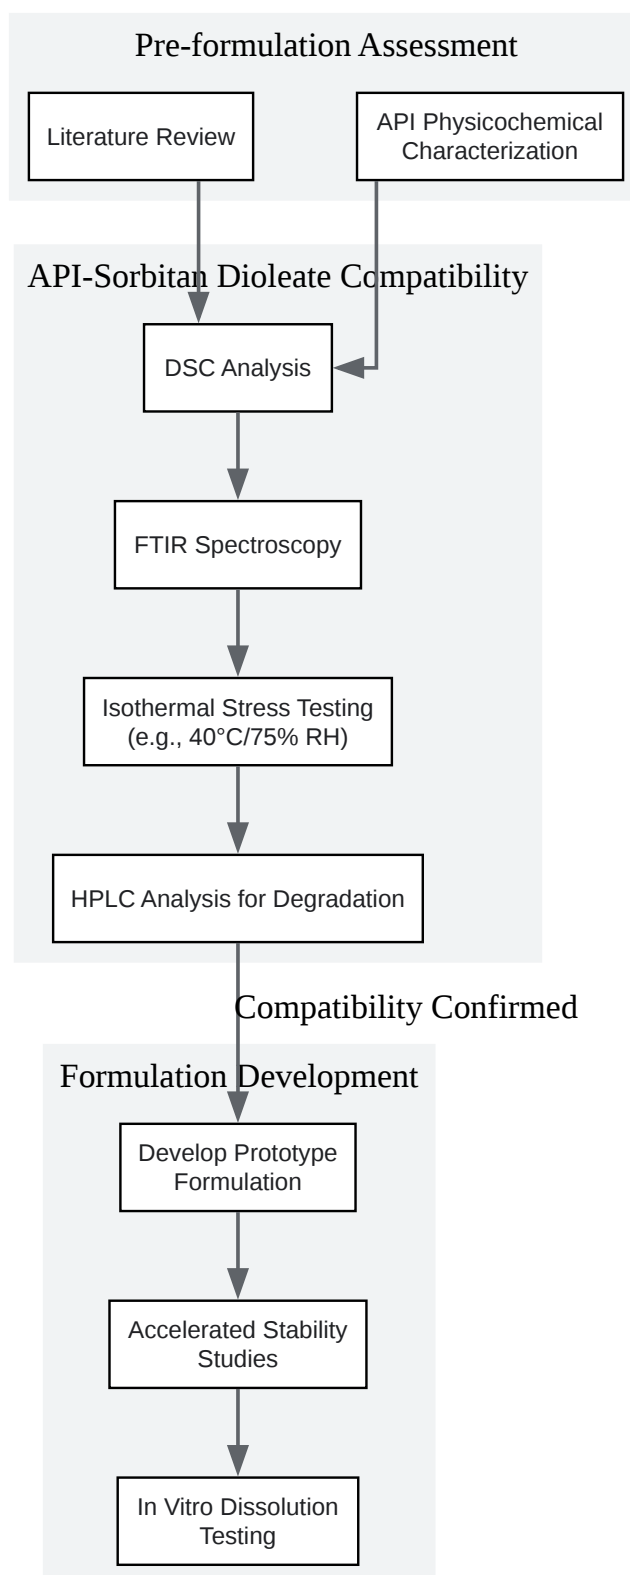 Pre-formulation Assessment
Literature Review
API Physicochemical
Characterization
API-Sorbitan Dioleate Compatibility
DSC Analysis
FTIR Spectroscopy
Isothermal Stress Testing
(e.g., 40°C/75% RH)
HPLC Analysis for Degradation
Compatibility Confirmed
Formulation Development
Develop Prototype
Formulation
Accelerated Stability
Studies
In Vitro Dissolution
Testing